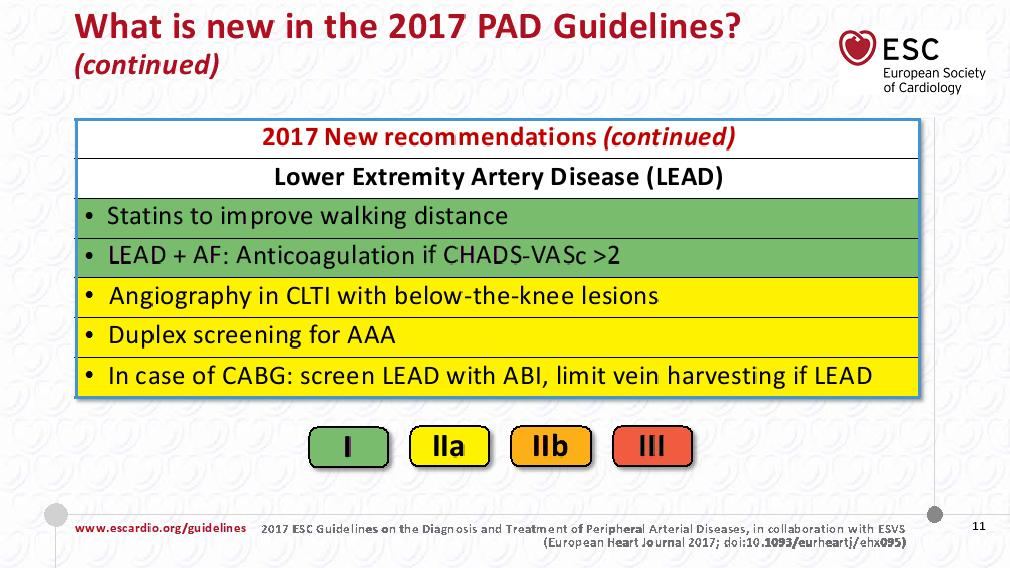 What is new in the 2017 PAD Guidelines?
(continued)
ESC
European Society
of Cardiology
2017 New recommendations (continued)
Lower Extremity Artery Disease (LEAD)
• Statins to improve walking distance
• LEAD + AF: Anticoagulation if CHADS-VASc >2
• Angiography in CLTI with below-the-knee lesions
• Duplex screening for AAA
• In case of CABG: screen LEAD with ABI, limit vein harvesting if LEAD
I IIa IIb III
www.escardio.org/guidelines 2017 ESC Guidelines on the Diagnosis and Treatment of Peripheral Arterial Diseases, in collaboration with ESVS
(European Heart Journal 2017; doi:10.1093/eurheartj/ehx095)
11